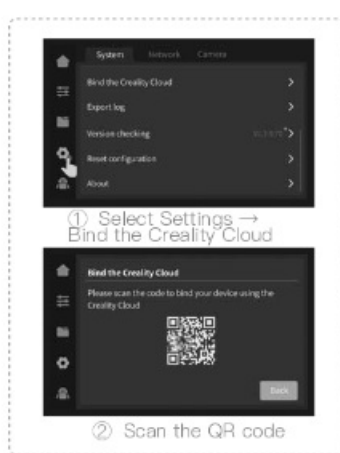 System Network Camera
Bind the Creality Cloud
Export log
Version checking
Reset configuration
About
① Select Settings →
Bind the Creality Cloud
Bind the Creality Cloud
Please scan the code to bind your device using the
Creality Cloud
Back
② Scan the QR code